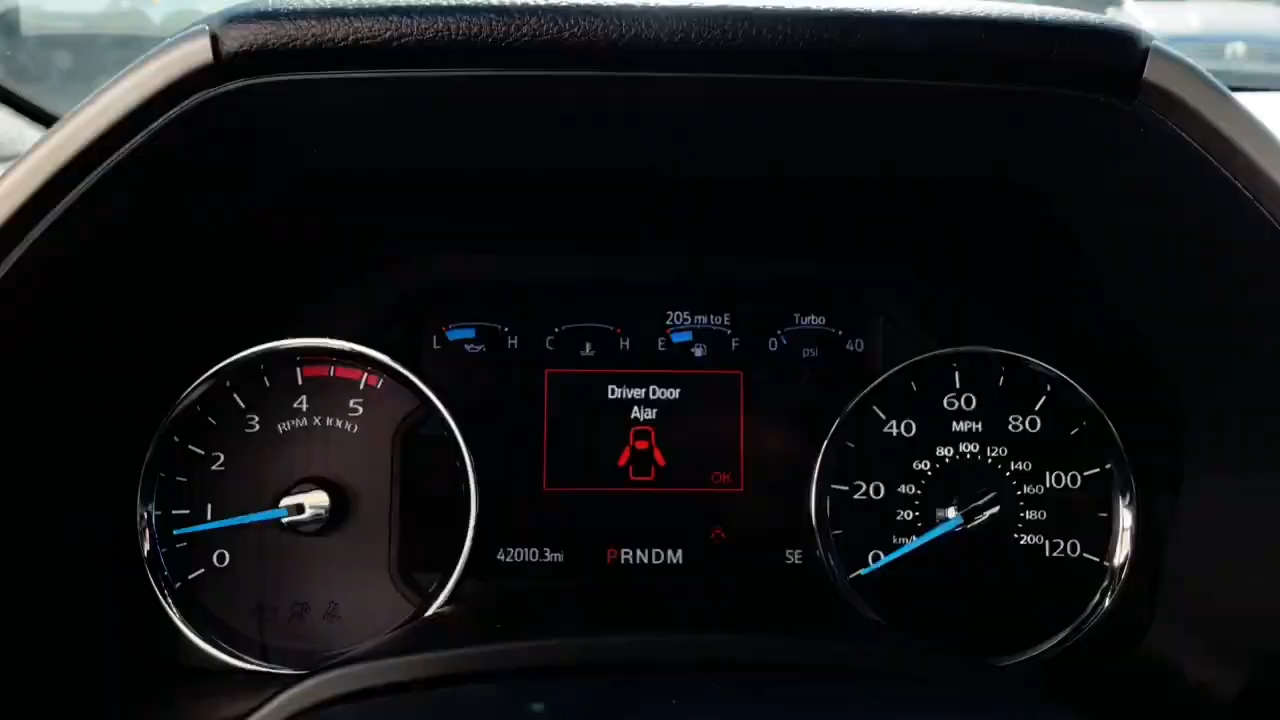 205 mi to E
Turbo
L H C H E F 0 40
psi
Driver Door
Ajar
OK
42010.3mi
PRNDM
SE
0 1 2 3 4 5
RPM X 1000
0 20 40 60 80 100 120
MPH
20 40 60 80 100 120 140 160 180 200
km/h